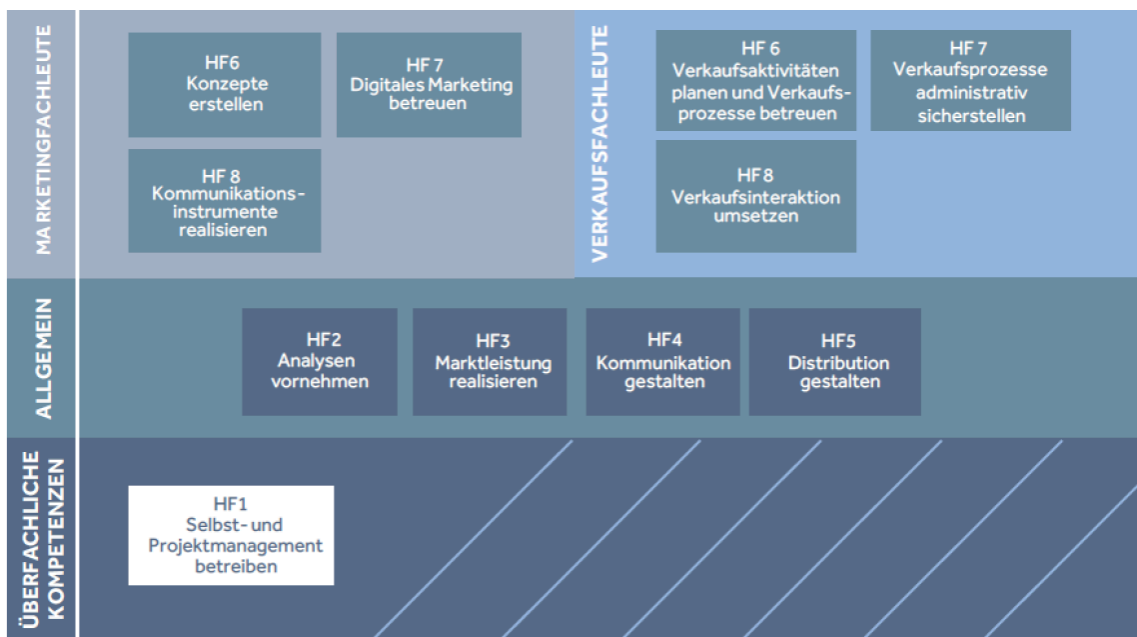 MARKETINGFACHLEUTE
HF6
Konzepte
erstellen
HF 7
Digitales Marketing
betreuen
HF 8
Kommunikations-
instrumente
realisieren
VERKAUFSFACHLEUTE
HF 6
Verkaufsaktivitäten
planen und Verkaufs-
prozesse betreuen
HF 7
Verkaufsprozesse
administrativ
sicherstellen
HF 8
Verkaufsinteraktion
umsetzen
ALLGEMEIN
HF2
Analysen
vornehmen
HF3
Marktleistung
realisieren
HF4
Kommunikation
gestalten
HF5
Distribution
gestalten
ÜBERFACHLICHE
KOMPETENZEN
HF1
Selbst- und
Projektmanagement
betreiben